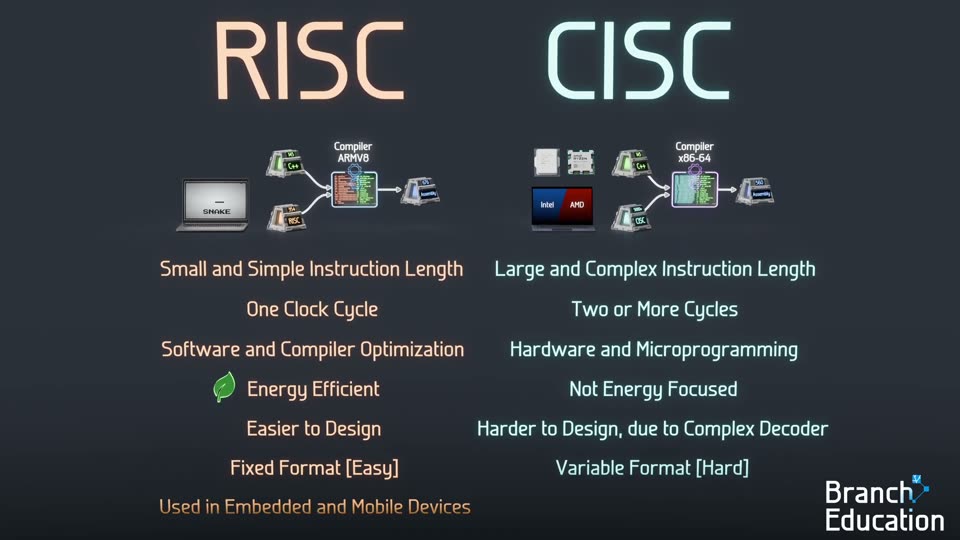 RISC
CISC
Compiler
ARMV8
C++
RISC
SNAKE
Assembly
Compiler
x86-64
C++
CISC
Assembly
Intel
AMD
Small and Simple Instruction Length
Large and Complex Instruction Length
One Clock Cycle
Two or More Cycles
Software and Compiler Optimization
Hardware and Microprogramming
Energy Efficient
Not Energy Focused
Easier to Design
Harder to Design, due to Complex Decoder
Fixed Format [Easy]
Variable Format [Hard]
Used in Embedded and Mobile Devices
Branch
Education